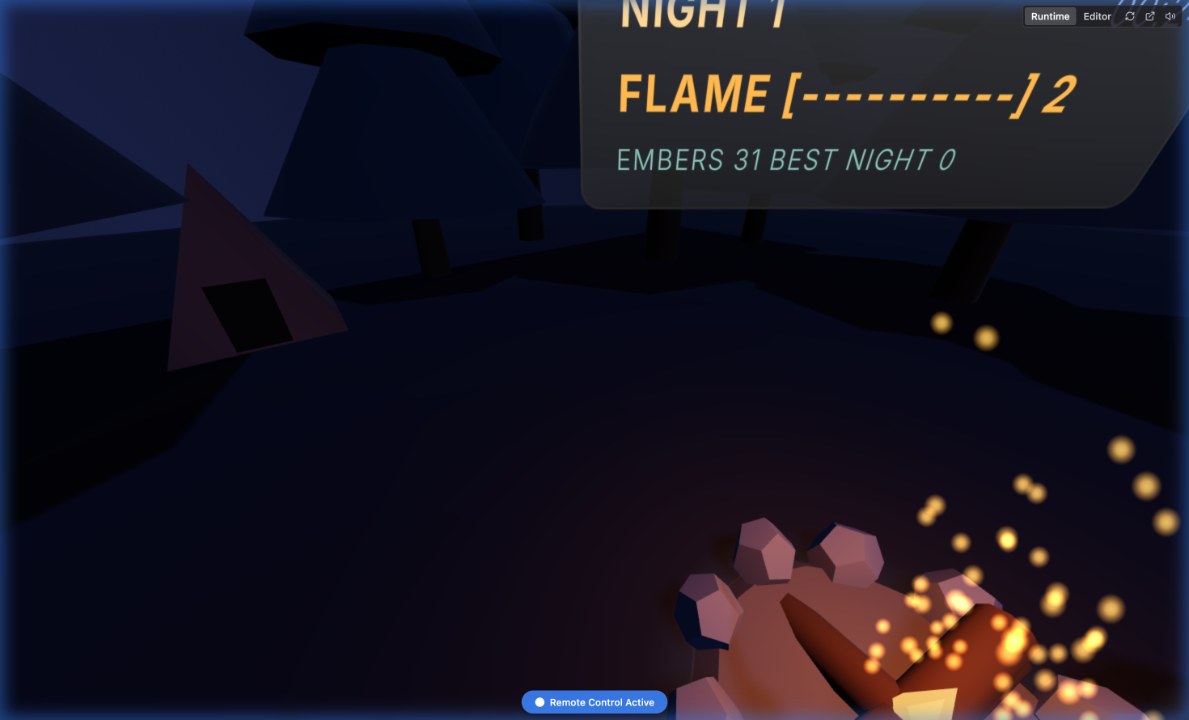 Runtime Editor
NIGHT 1
FLAME [----------] 2
EMBERS 31 BEST NIGHT 0
Remote Control Active